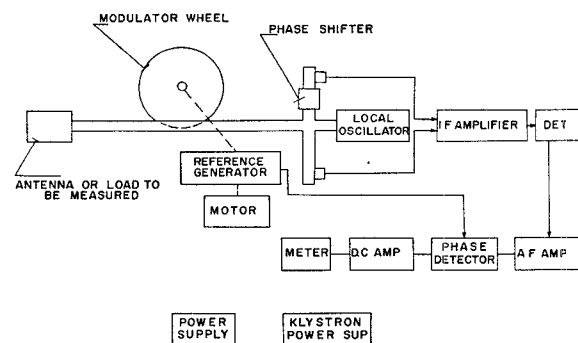 MODULATOR WHEEL
PHASE SHIFTER
LOCAL
OSCILLATOR
IF AMPLIFIER
DET
ANTENNA OR LOAD TO
BE MEASURED
REFERENCE
GENERATOR
MOTOR
METER
D.C AMP
PHASE
DETECTOR
A F AMP
POWER
SUPPLY
KLYSTRON
POWER SUP